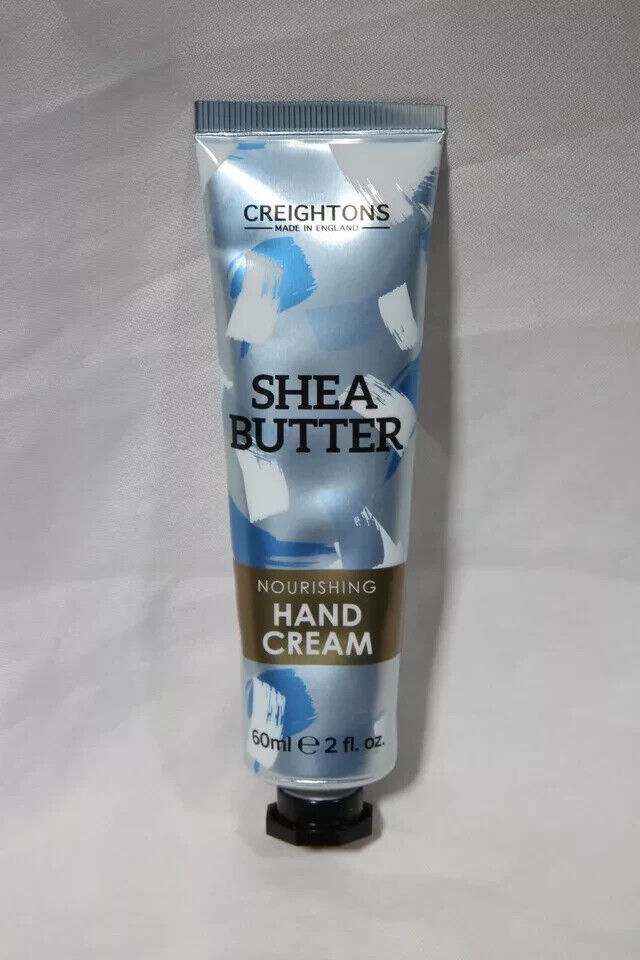 CREIGHTONS
MADE IN ENGLAND
SHEA
BUTTER
NOURISHING
HAND
CREAM
60ml ℮ 2 fl. oz.